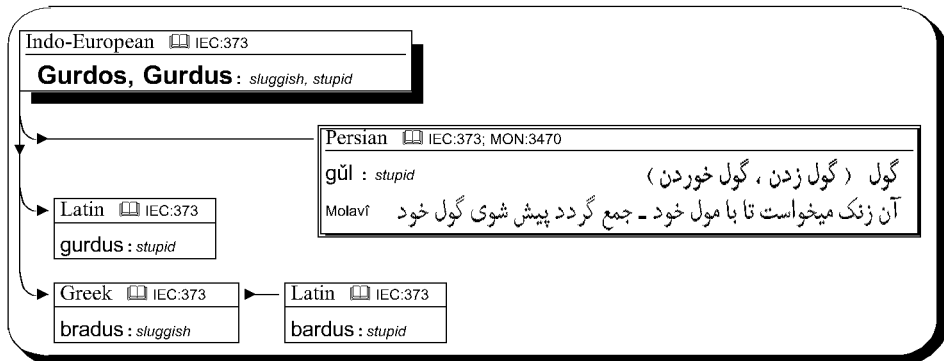 Indo-European IEC:373
Gurdos, Gurdus : sluggish, stupid
Persian IEC:373; MON:3470
gŭl : stupid گول ( گول زدن ، گول خوردن )
Molavî آن زنک میخواست تا با مول خود ـ جمع گردد پیش شوی گول خود
Latin IEC:373
gurdus : stupid
Greek IEC:373
bradus : sluggish
Latin IEC:373
bardus : stupid